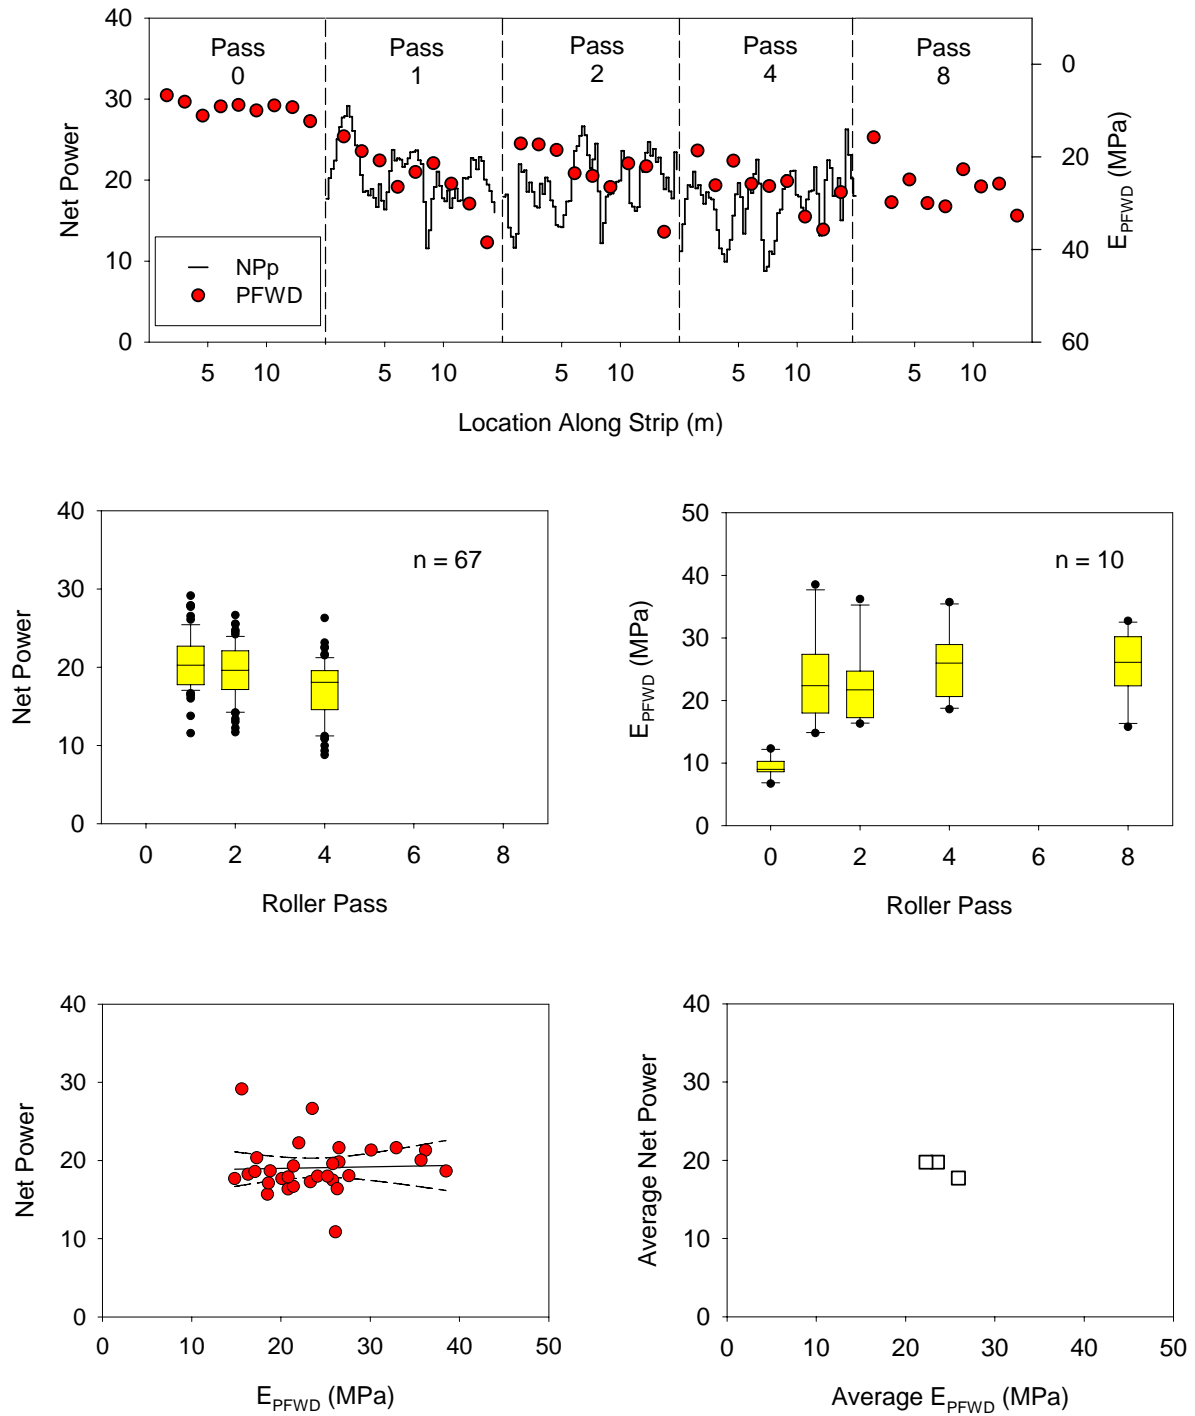 40
30
20
10
0
Net Power
Pass
0
Pass
1
Pass
2
Pass
4
Pass
8
0
20
40
60
E_PFWD (MPa)
NPp
PFWD
5 10 5 10 5 10 5 10 5 10
Location Along Strip (m)
40
30
20
10
0
Net Power
n = 67
0 2 4 6 8
Roller Pass
50
40
30
20
10
0
E_PFWD (MPa)
n = 10
0 2 4 6 8
Roller Pass
40
30
20
10
0
Net Power
0 10 20 30 40 50
E_PFWD (MPa)
40
30
20
10
0
Average Net Power
0 10 20 30 40 50
Average E_PFWD (MPa)